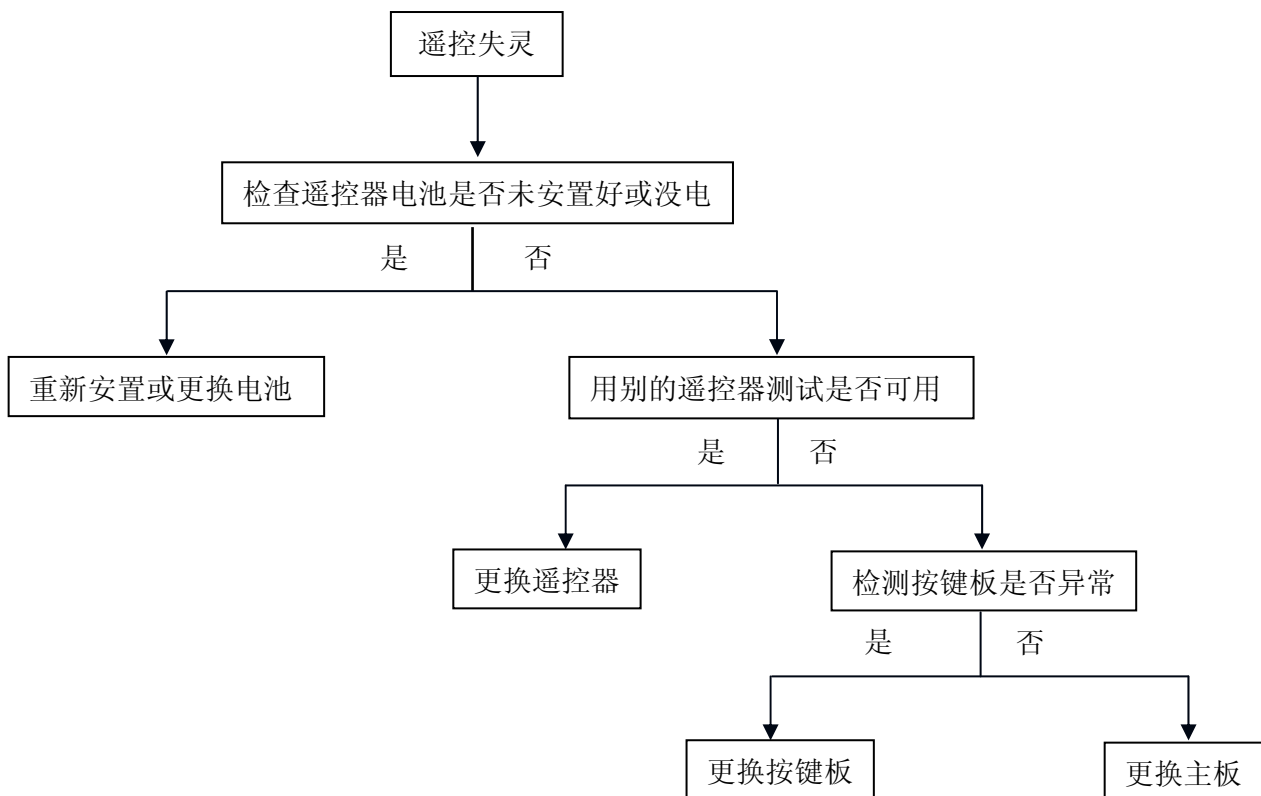 遥控失灵
检查遥控器电池是否未安置好或没电
是 否
重新安置或更换电池
用别的遥控器测试是否可用
是 否
更换遥控器
检测按键板是否异常
是 否
更换按键板
更换主板